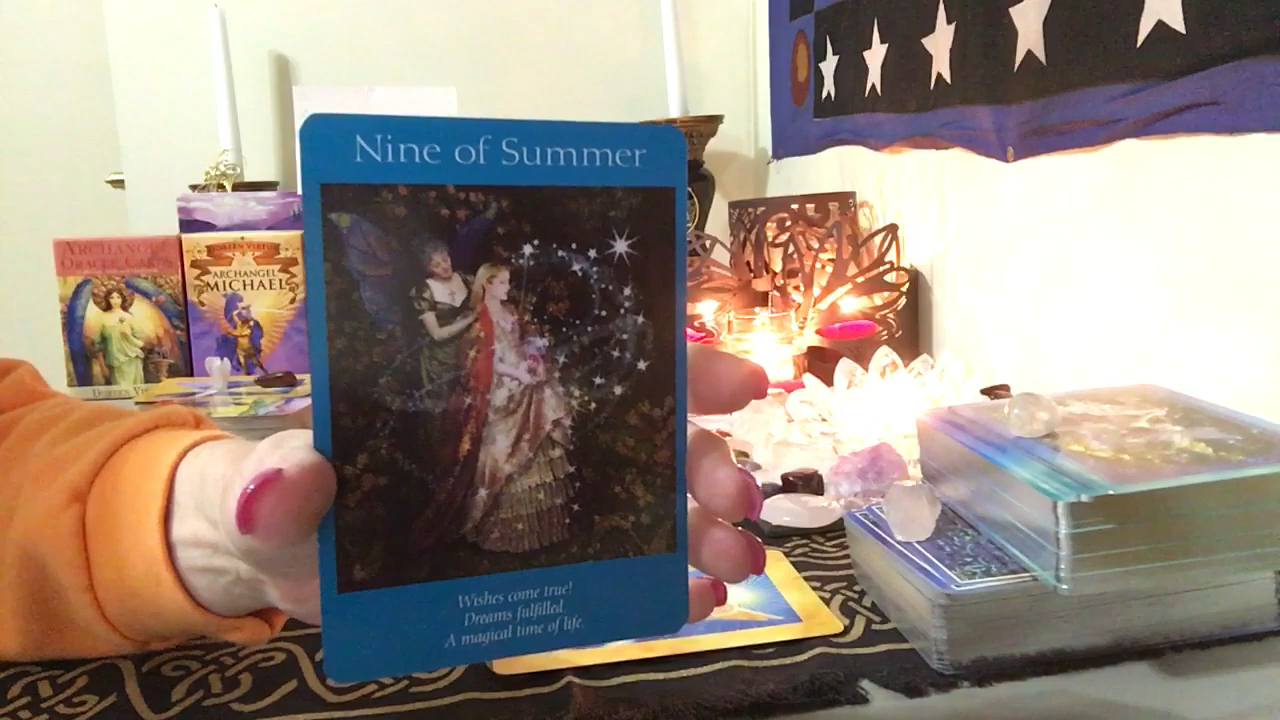 Nine of Summer
ARCHANGEL
ORACLE CARDS
DOREEN VIRTUE
ARCHANGEL
MICHAEL
Wishes come true!
Dreams fulfilled.
A magical time of life.